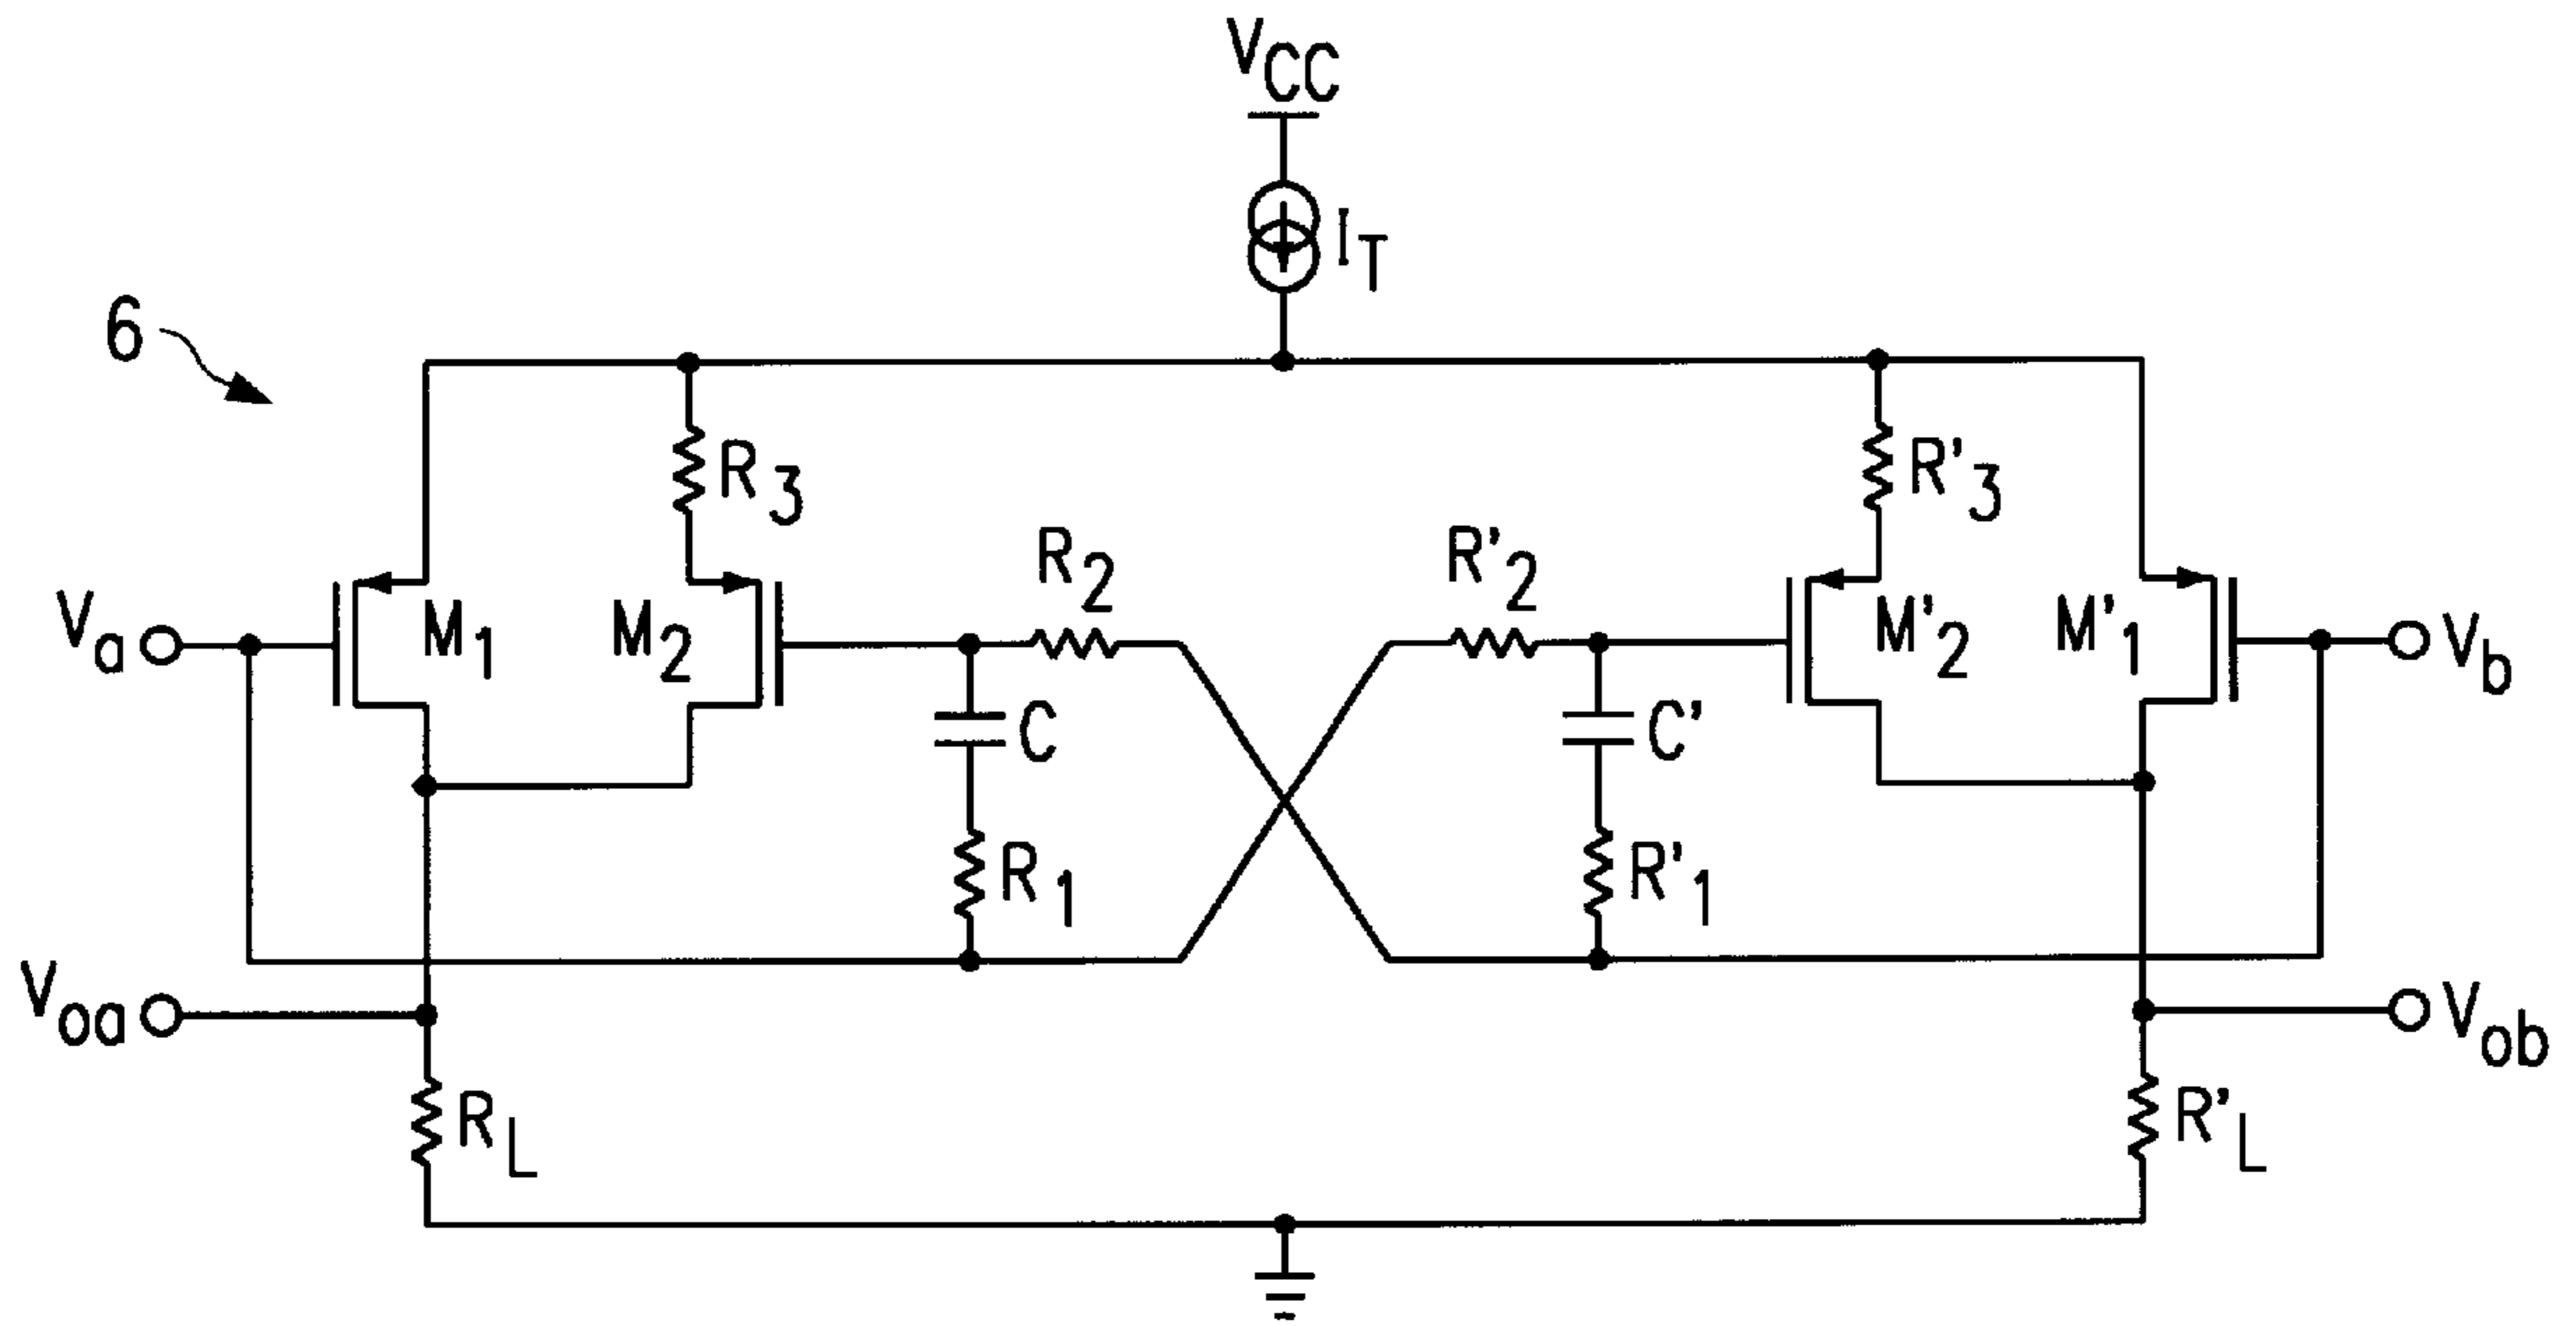 VCC
IT
6
R3
R'3
R2
R'2
Va
M1
M2
M'2
M'1
Vb
C
C'
R1
R'1
Voa
Vob
RL
R'L